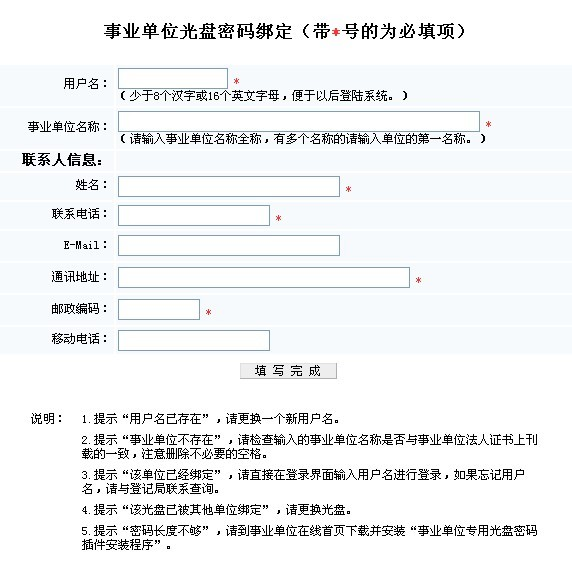 事业单位光盘密码绑定（带*号的为必填项）
用户名： *
（少于8个汉字或16个英文字母，便于以后登陆系统。）
事业单位名称： *
（请输入事业单位名称全称，有多个名称的请输入单位的第一名称。）
联系人信息：
姓名： *
联系电话： *
E-Mail：
通讯地址： *
邮政编码： *
移动电话：
填 写 完 成
说明： 1.提示“用户名已存在”，请更换一个新用户名。
2.提示“事业单位不存在”，请检查输入的事业单位名称是否与事业单位法人证书上刊
载的一致，注意删除不必要的空格。
3.提示“该单位已经绑定”，请直接在登录界面输入用户名进行登录，如果忘记用户
名，请与登记局联系查询。
4.提示“该光盘已被其他单位绑定”，请更换光盘。
5.提示“密码长度不够”，请到事业单位在线首页下载并安装“事业单位专用光盘密码
插件安装程序”。